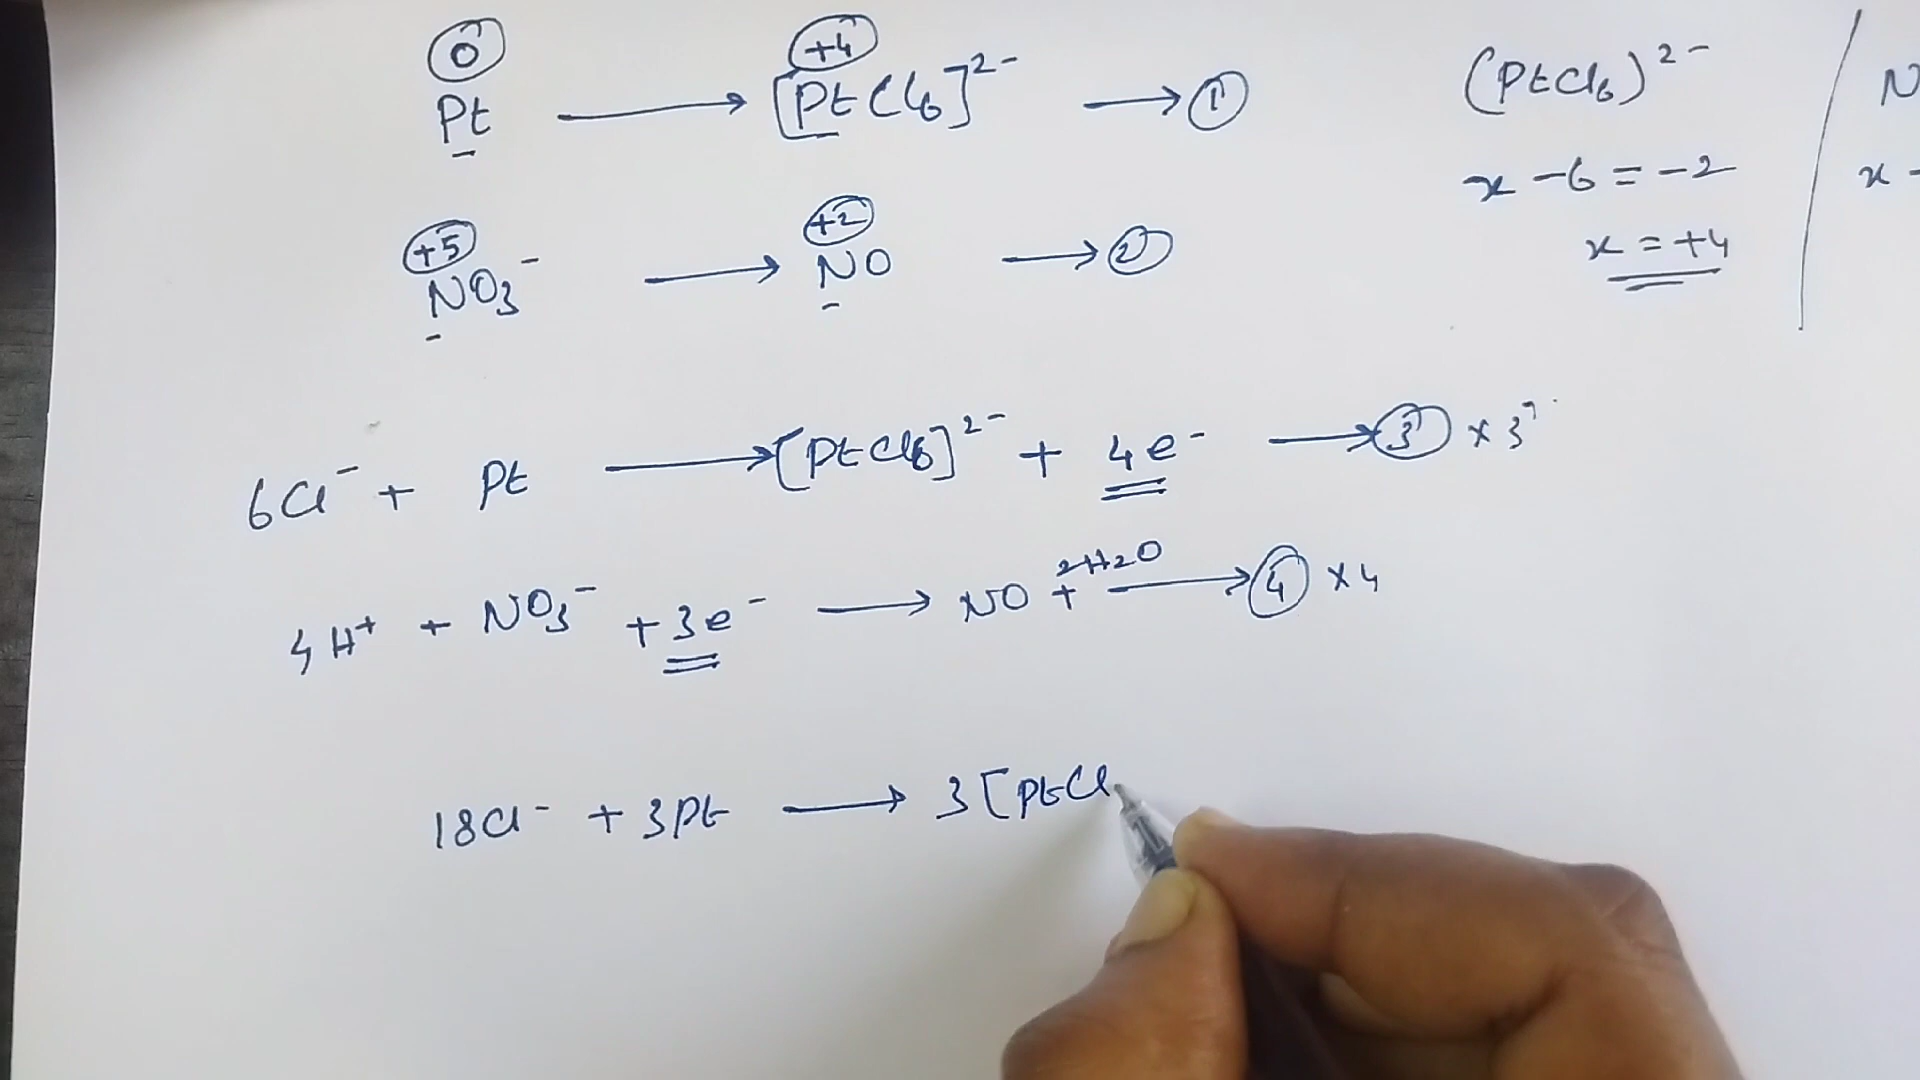 0 +4
Pt ⟶ [PtCl6]²⁻ ⟶ ①
(PtCl6)²⁻
N
x - 6 = -2
x -
x = +4
+5 +2
NO3⁻ ⟶ NO ⟶ ②
6Cl⁻ + Pt ⟶ [PtCl6]²⁻ + 4e⁻ ⟶ ③ × 3
4H⁺ + NO3⁻ + 3e⁻ ⟶ NO + 2H2O ⟶ ④ × 4
18Cl⁻ + 3Pt ⟶ 3 [PtCl